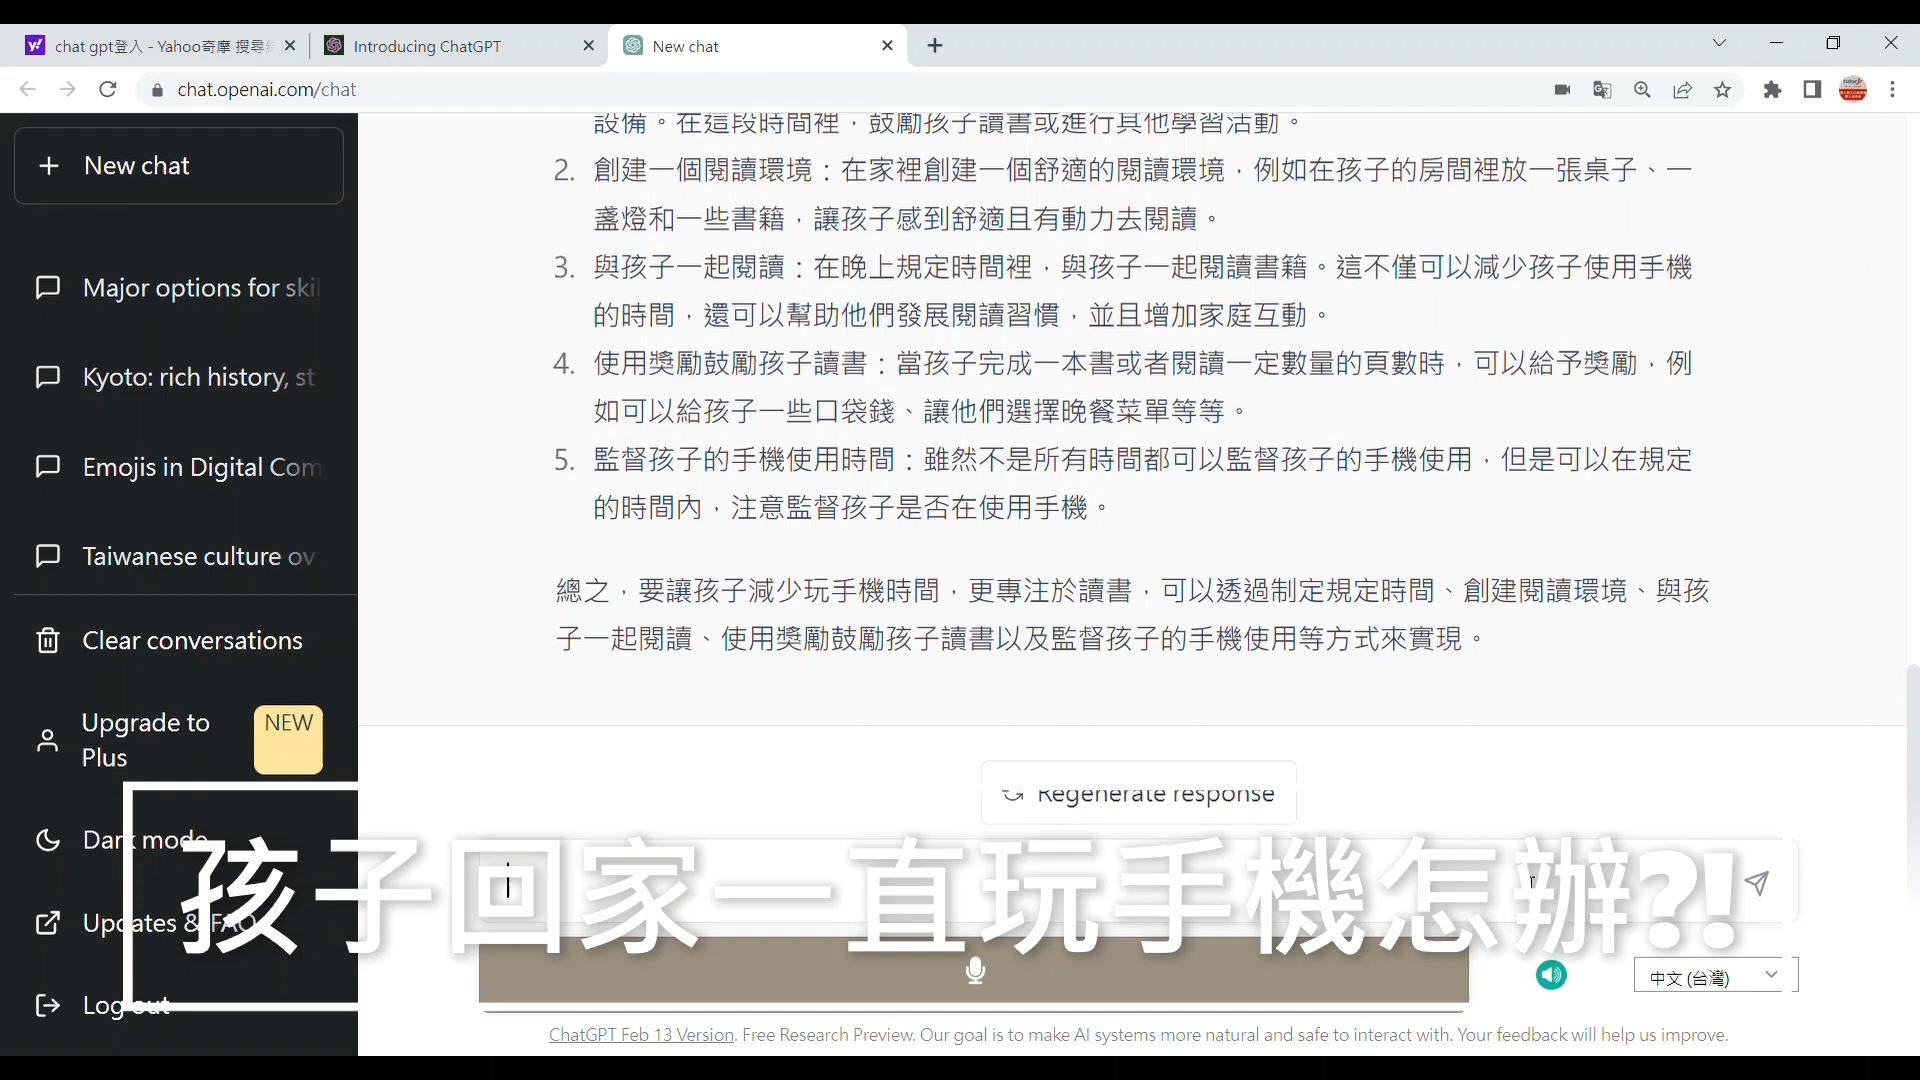 chat gpt登入 - Yahoo奇摩 搜尋
Introducing ChatGPT
New chat
chat.openai.com/chat
New chat
Major options for skil
Kyoto: rich history, st
Emojis in Digital Com
Taiwanese culture ov
Clear conversations
Upgrade to
Plus
NEW
Dark mode
Updates & FAQ
Log out
設備。在這段時間裡，鼓勵孩子讀書或進行其他學習活動。
2. 創建一個閱讀環境：在家裡創建一個舒適的閱讀環境，例如在孩子的房間裡放一張桌子、一
盞燈和一些書籍，讓孩子感到舒適且有動力去閱讀。
3. 與孩子一起閱讀：在晚上規定時間裡，與孩子一起閱讀書籍。這不僅可以減少孩子使用手機
的時間，還可以幫助他們發展閱讀習慣，並且增加家庭互動。
4. 使用獎勵鼓勵孩子讀書：當孩子完成一本書或者閱讀一定數量的頁數時，可以給予獎勵，例
如可以給孩子一些口袋錢、讓他們選擇晚餐菜單等等。
5. 監督孩子的手機使用時間：雖然不是所有時間都可以監督孩子的手機使用，但是可以在規定
的時間內，注意監督孩子是否在使用手機。
總之，要讓孩子減少玩手機時間，更專注於讀書，可以透過制定規定時間、創建閱讀環境、與孩
子一起閱讀、使用獎勵鼓勵孩子讀書以及監督孩子的手機使用等方式來實現。
Regenerate response
孩子回家一直玩手機怎辦?!
中文 (台灣)
ChatGPT Feb 13 Version. Free Research Preview. Our goal is to make AI systems more natural and safe to interact with. Your feedback will help us improve.